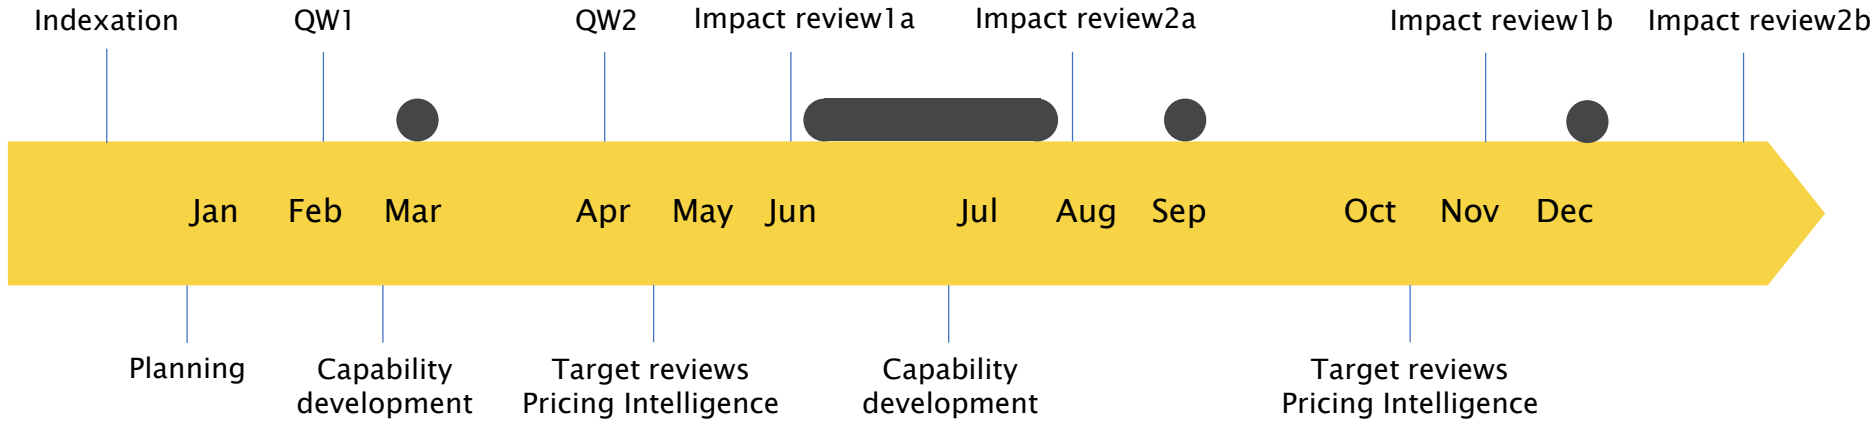 Indexation QW1 QW2 Impact review1a Impact review2a Impact review1b Impact review2b
Jan Feb Mar Apr May Jun Jul Aug Sep Oct Nov Dec
Planning Capability Target reviews Capability Target reviews
development Pricing Intelligence development Pricing Intelligence